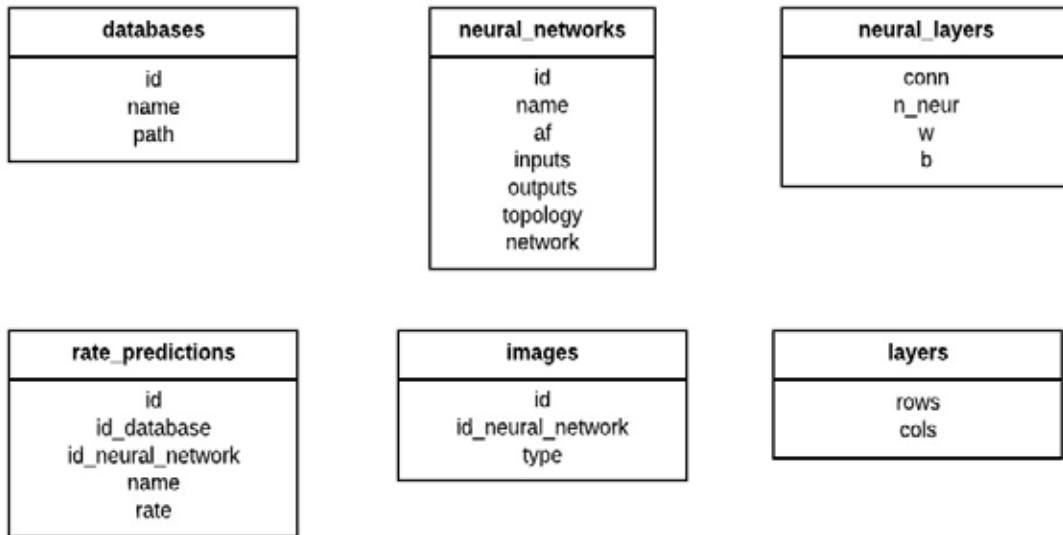 databases
id
name
path
neural_networks
id
name
af
inputs
outputs
topology
network
neural_layers
conn
n_neur
w
b
rate_predictions
id
id_database
id_neural_network
name
rate
images
id
id_neural_network
type
layers
rows
cols